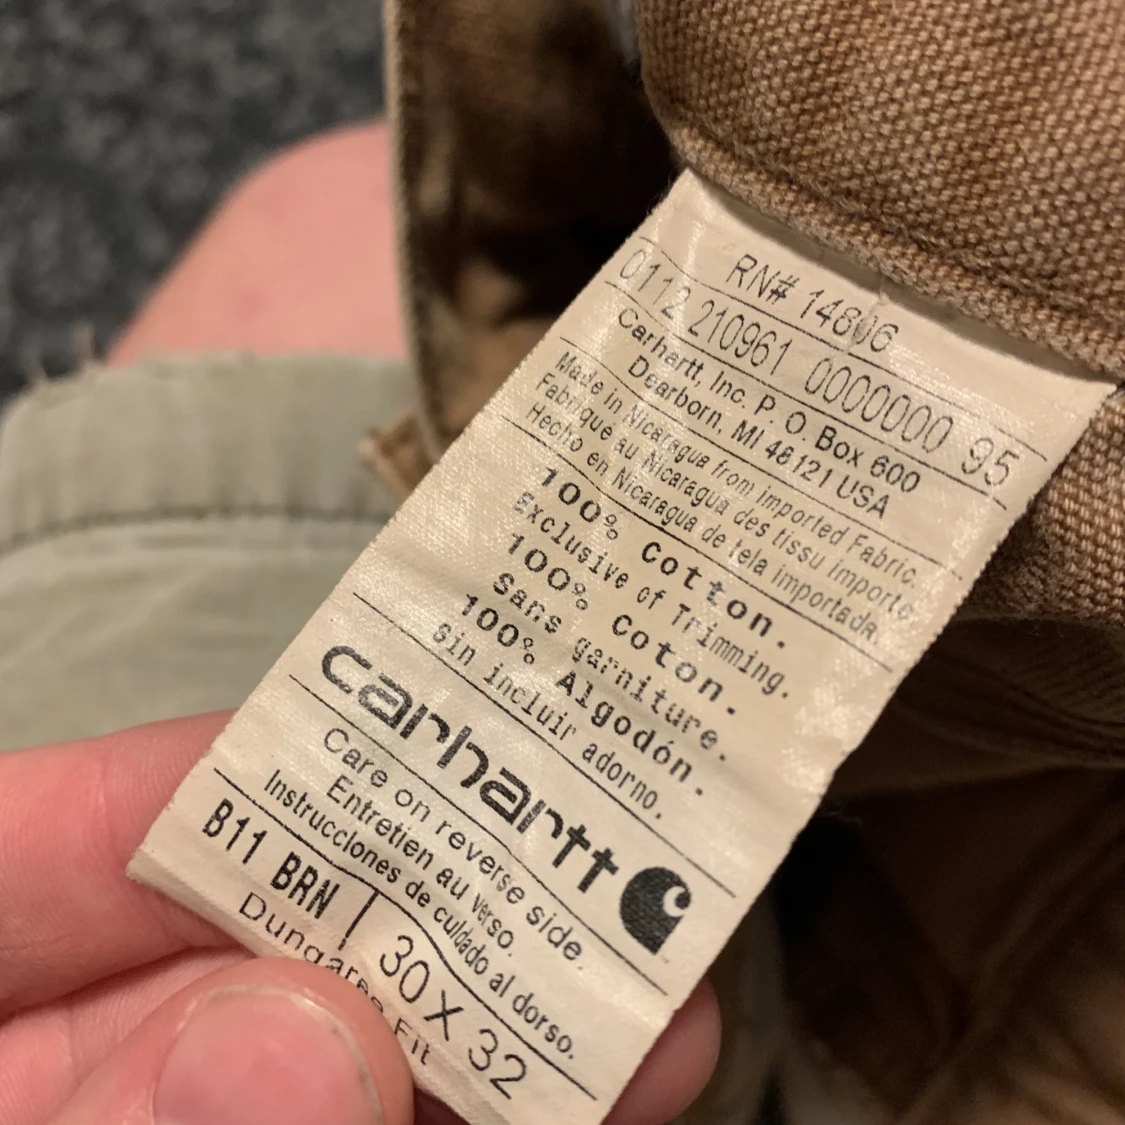 RN# 14806
0112 210961 0000000 95
Carhartt, Inc. P. O. Box 600
Dearborn, MI 48121 USA
Made in Nicaragua from imported Fabric.
Fabrique au Nicaragua des tissu importe
Hecho en Nicaragua de tela importada
100% Cotton.
Exclusive of Trimming.
100% Coton.
Sans garniture.
100% Algodón.
sin incluir adorno.
carhartt
Care on reverse side.
Entretien au verso.
Instrucciones de cuidado al dorso.
B11 BRN 30 X 32
Dungaree Fit